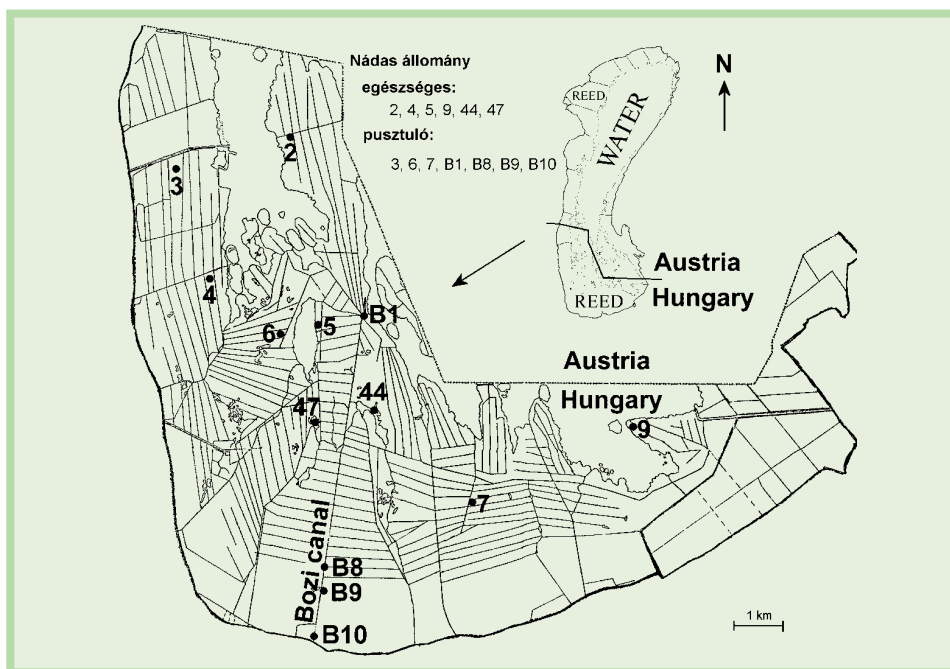 Nádas állomány
egészséges:
2, 4, 5, 9, 44, 47
pusztuló:
3, 6, 7, B1, B8, B9, B10
REED
WATER
N
Austria
Hungary
REED
2
3
4
6
5
B1
Austria
Hungary
47
44
9
7
Bozi canal
B8
B9
B10
1 km